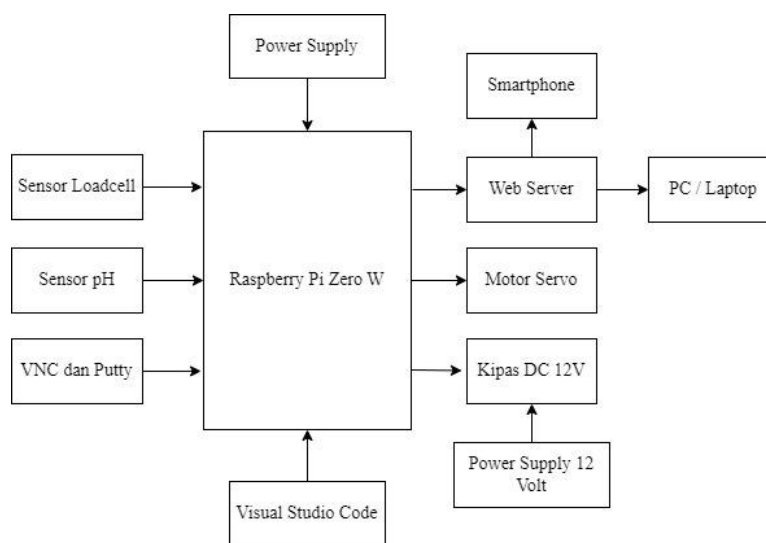 Power Supply
Smartphone
Sensor Loadcell
Web Server
PC / Laptop
Sensor pH
Raspberry Pi Zero W
Motor Servo
VNC dan Putty
Kipas DC 12V
Power Supply 12
Volt
Visual Studio Code